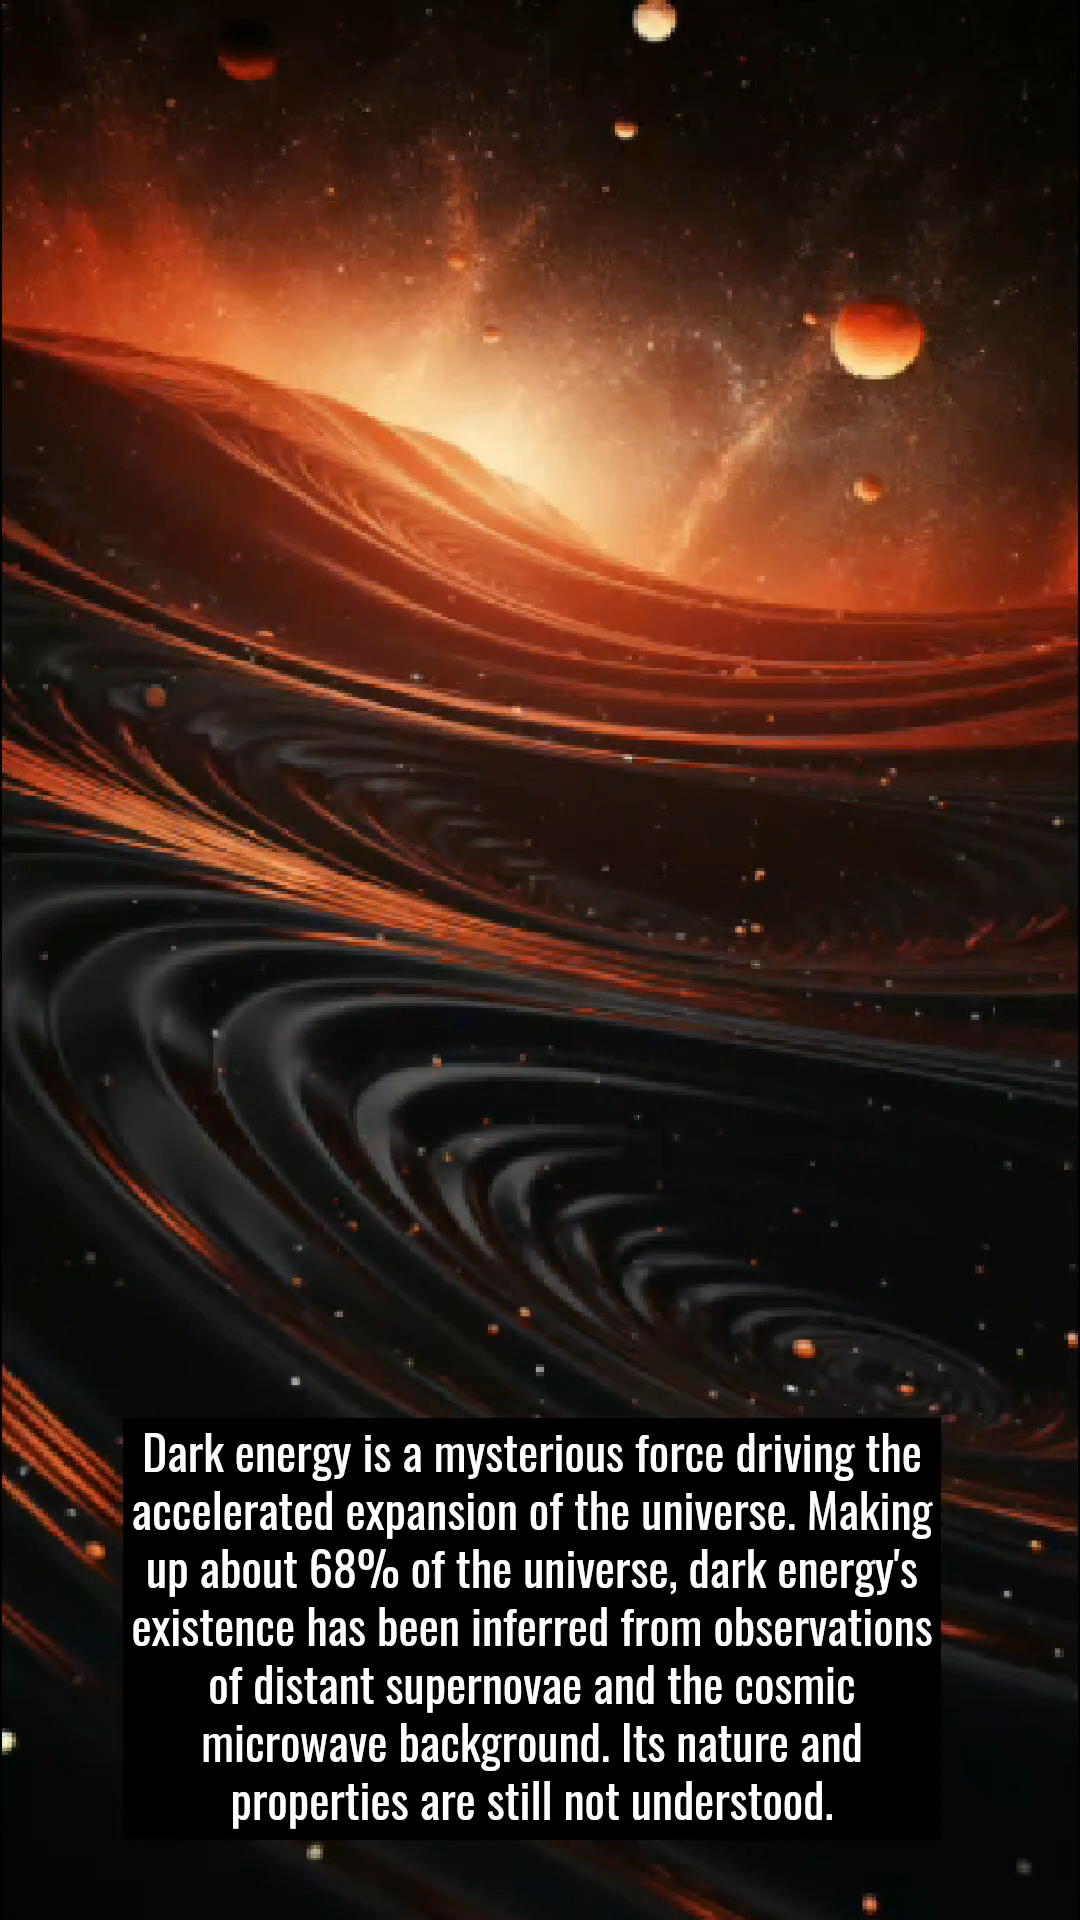 Dark energy is a mysterious force driving the
accelerated expansion of the universe. Making
up about 68% of the universe, dark energy's
existence has been inferred from observations
of distant supernovae and the cosmic
microwave background. Its nature and
properties are still not understood.